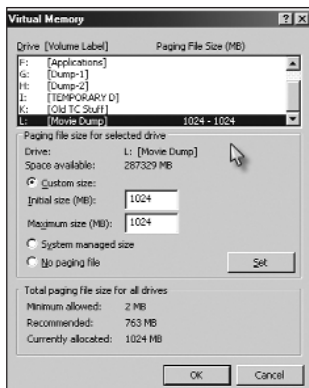 Virtual Memory
Drive [Volume Label] Paging File Size (MB)
F: [Applications]
G: [Dump-1]
H: [Dump-2]
I: [TEMPORARY D]
K: [Old TC Stuff]
L: [Movie Dump] 1024 - 1024
Paging file size for selected drive
Drive: L: [Movie Dump]
Space available: 287329 MB
Custom size:
Initial size (MB): 1024
Maximum size (MB): 1024
System managed size
No paging file
Set
Total paging file size for all drives
Minimum allowed: 2 MB
Recommended: 763 MB
Currently allocated: 1024 MB
OK Cancel